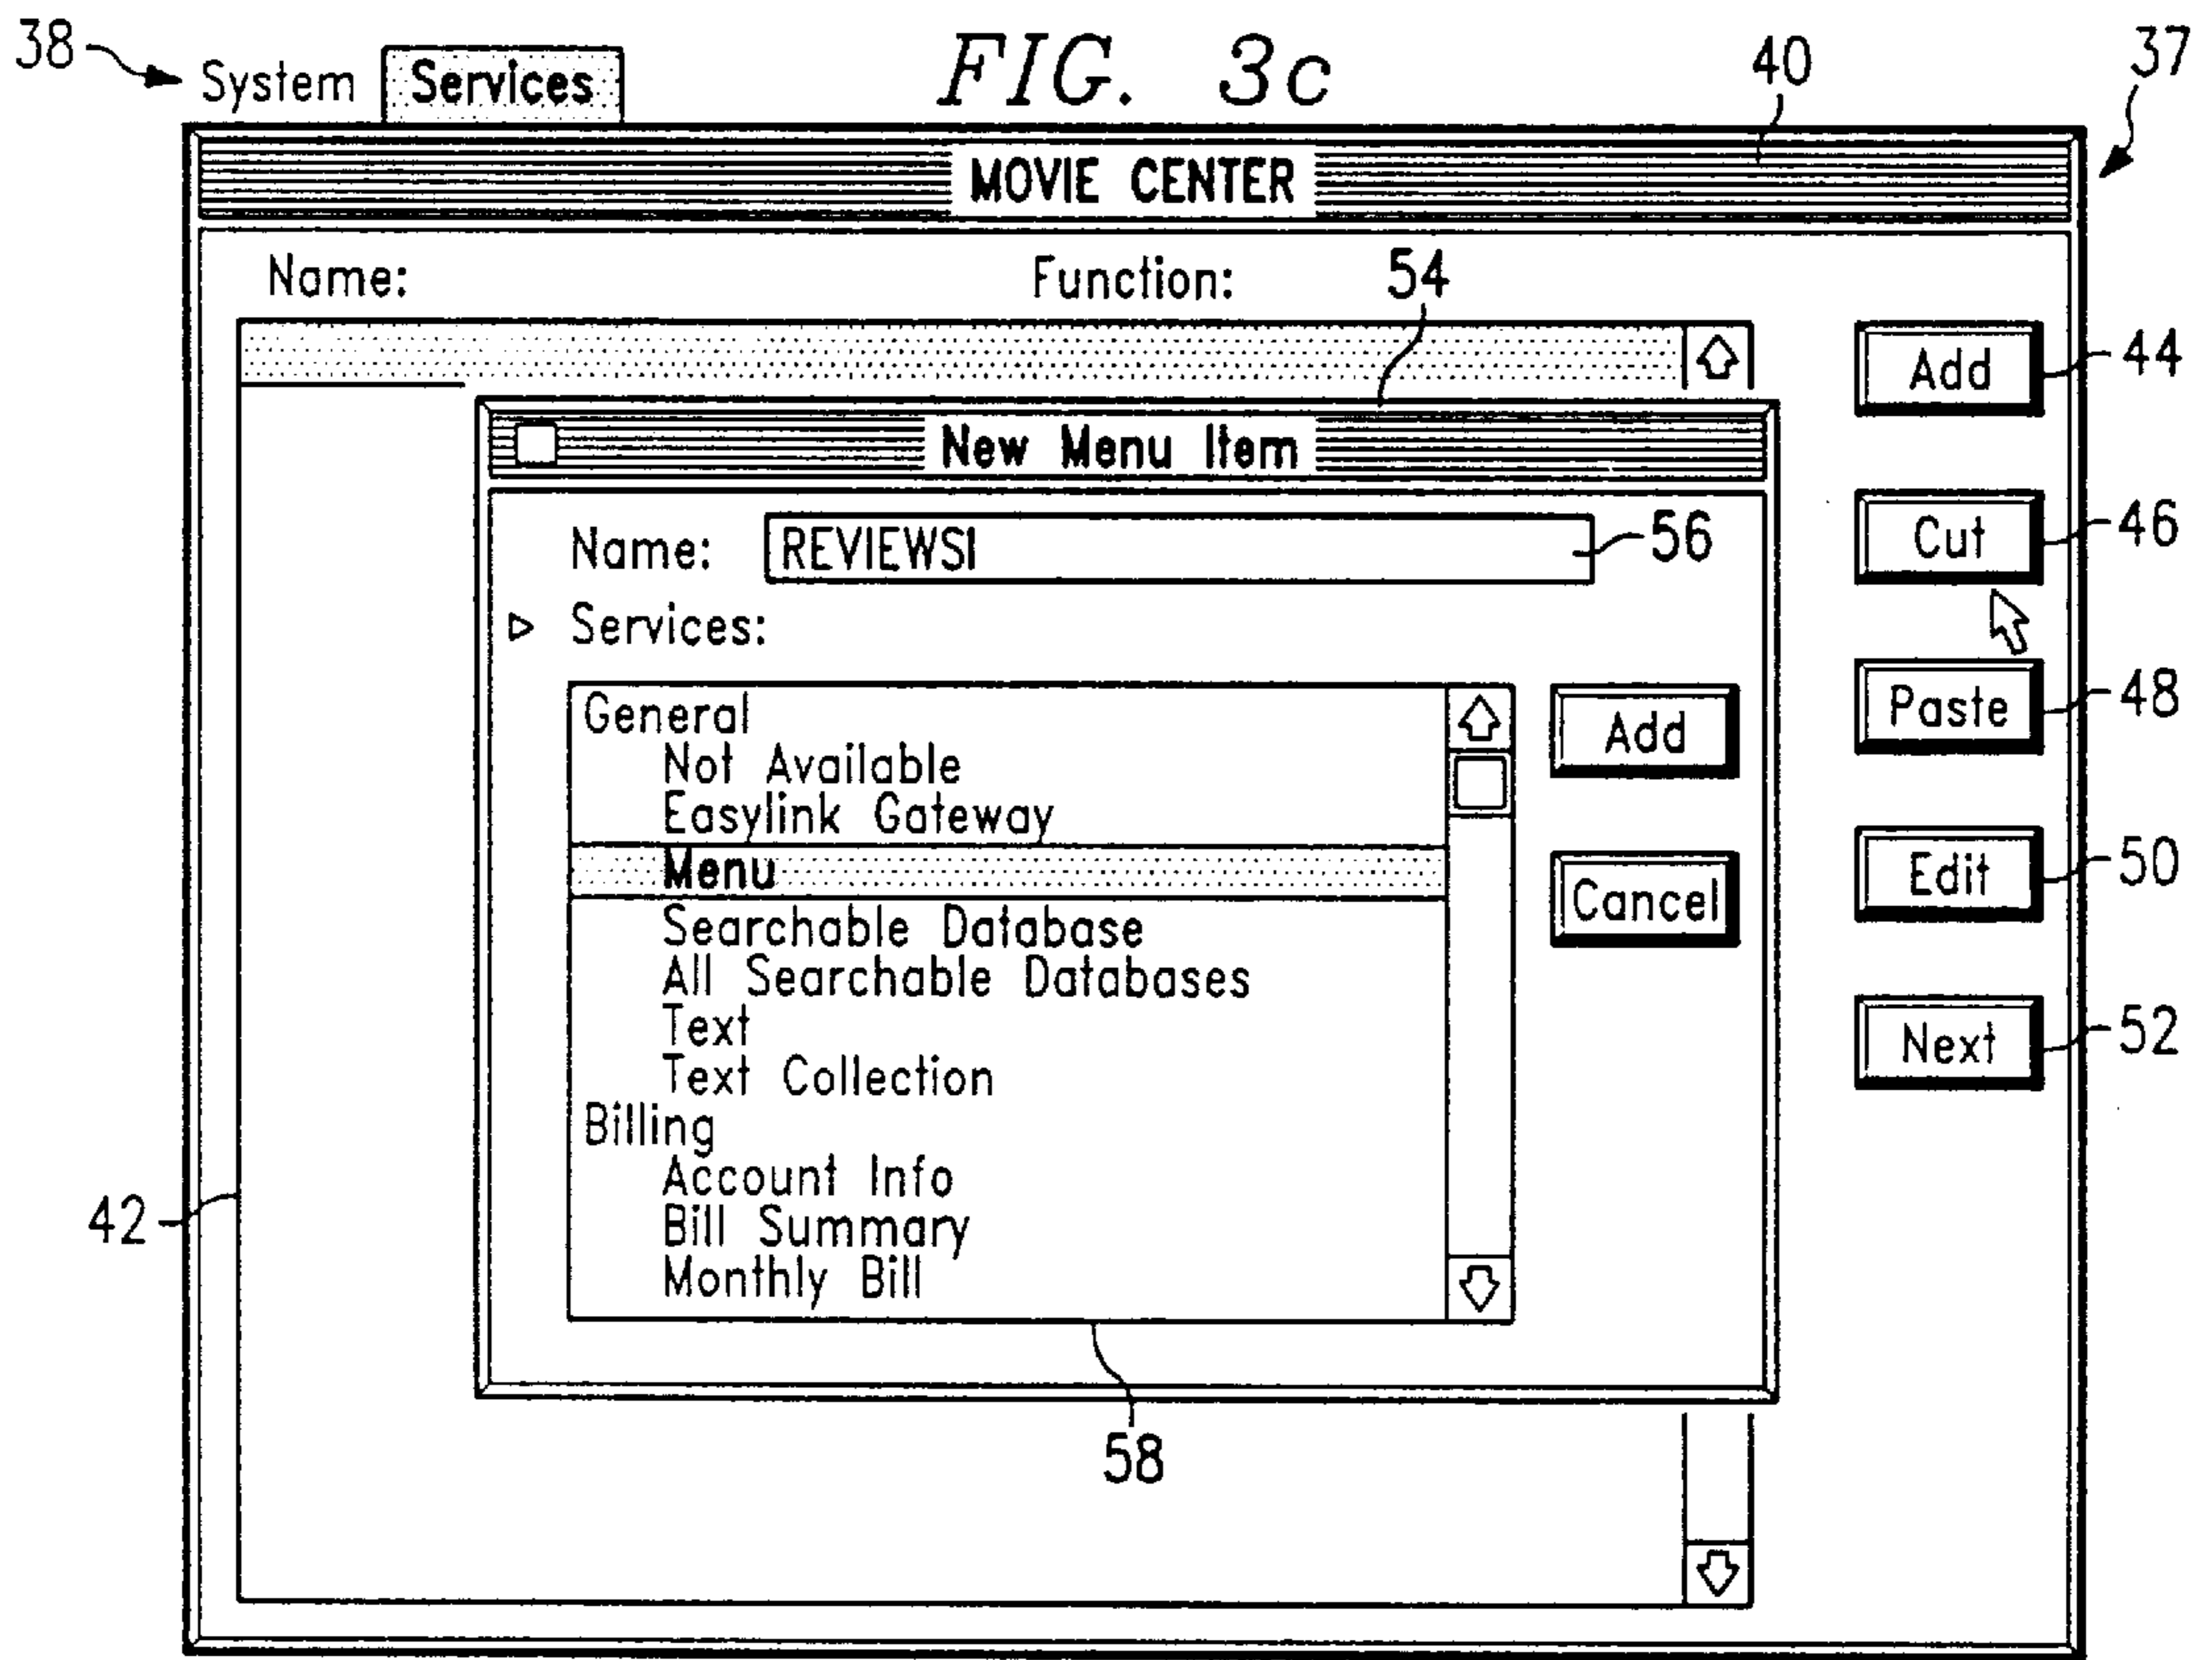 FIG. 3c
38
System Services
40
37
MOVIE CENTER
Name: Function:
54
Add
44
New Menu Item
Name: REVIEWS
56
Cut
46
Services:
General
Not Available
Easylink Gateway
Menu
Searchable Database
All Searchable Databases
Text
Text Collection
Billing
Account Info
Bill Summary
Monthly Bill
Add
Cancel
Paste
48
Edit
50
Next
52
42
58